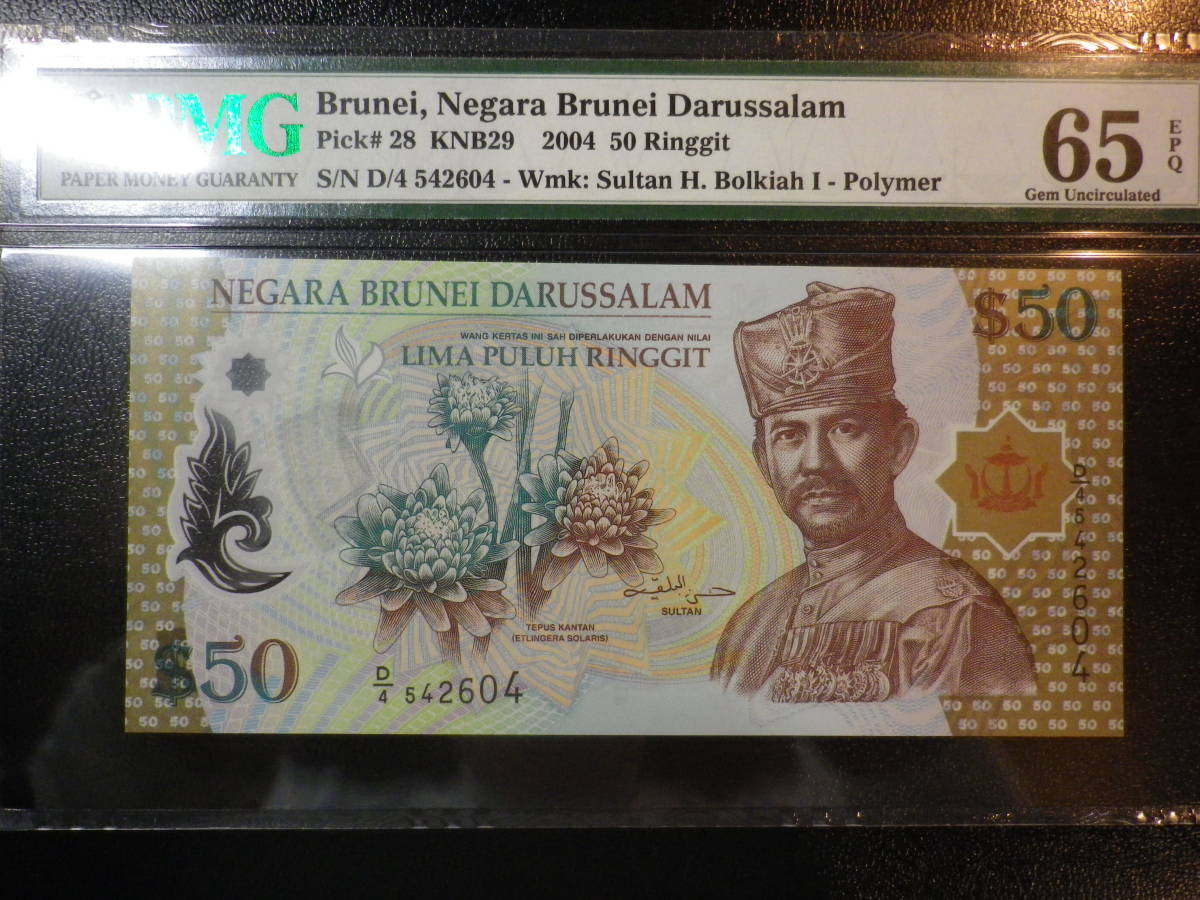 PMG
PAPER MONEY GUARANTY
Brunei, Negara Brunei Darussalam
Pick# 28 KNB29 2004 50 Ringgit
S/N D/4 542604 - Wmk: Sultan H. Bolkiah I - Polymer
65 EPQ
Gem Uncirculated
NEGARA BRUNEI DARUSSALAM
WANG KERTAS INI SAH DIPERLAKUKAN DENGAN NILAI
LIMA PULUH RINGGIT
$50
D/4 542604
حسن البلقيه
SULTAN
TEPUS KANTAN
(ETLINGERA SOLARIS)
$50
D/4 542604